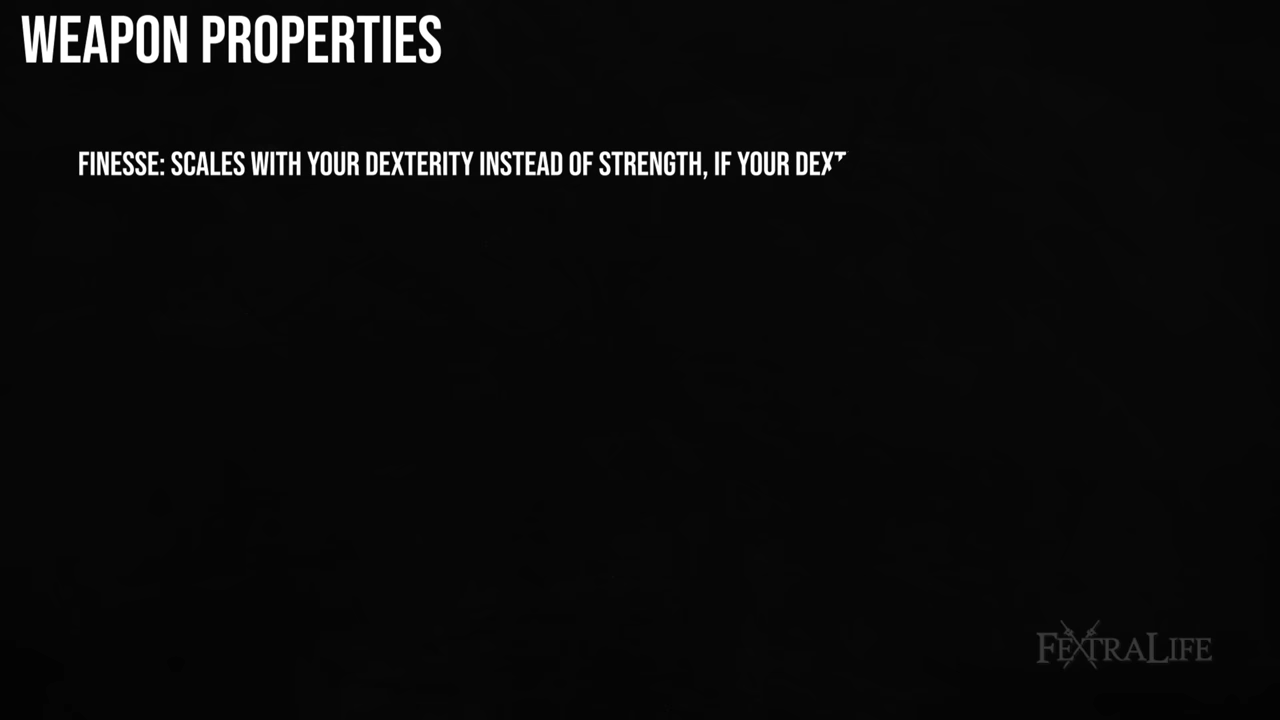 WEAPON PROPERTIES
FINESSE: SCALES WITH YOUR DEXTERITY INSTEAD OF STRENGTH, IF YOUR
FEXTRALIFE